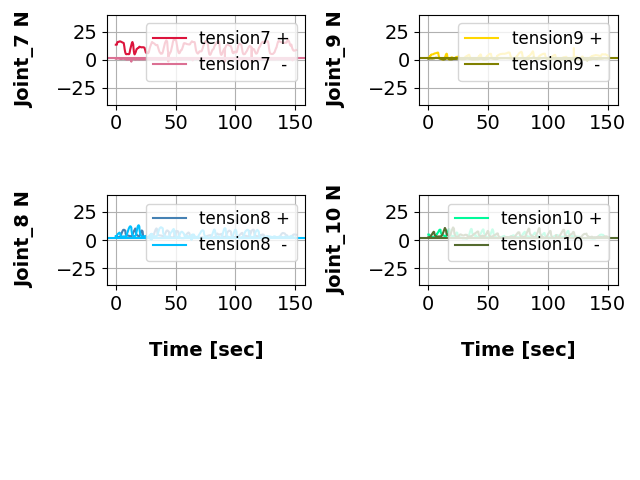 Joint_7 N
25
0
−25
tension7 +
tension7  -
0 50 100 150
Joint_9 N
25
0
−25
tension9 +
tension9  -
0 50 100 150
Joint_8 N
25
0
−25
tension8 +
tension8  -
0 50 100 150
Time [sec]
Joint_10 N
25
0
−25
tension10 +
tension10  -
0 50 100 150
Time [sec]